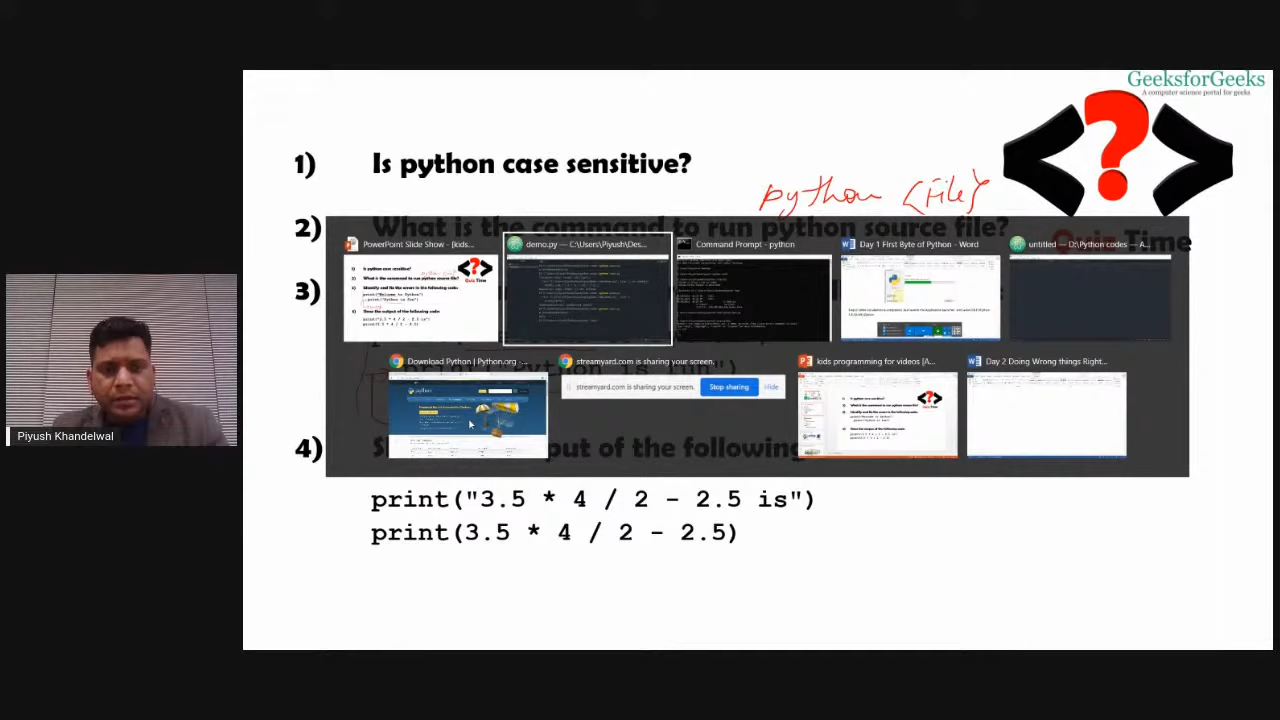 GeeksforGeeks
A computer science portal for geeks
1) Is python case sensitive?
python {File}
2) What is the command to run python source file?
Time
PowerPoint Slide Show - [kids...
demo.py — C:\Users\Piyush\Des...
Command Prompt - python
Day 1 First Byte of Python - Word
untitled — D:\Python codes — A...
3)
Download Python | Python.org ...
streamyard.com is sharing your screen.
kids programming for videos [A...
Day 2 Doing Wrong things Right...
streamyard.com is sharing your screen. Stop sharing Hide
Piyush Khandelwal
4) put of the following
print("3.5 * 4 / 2 - 2.5 is")
print(3.5 * 4 / 2 - 2.5)